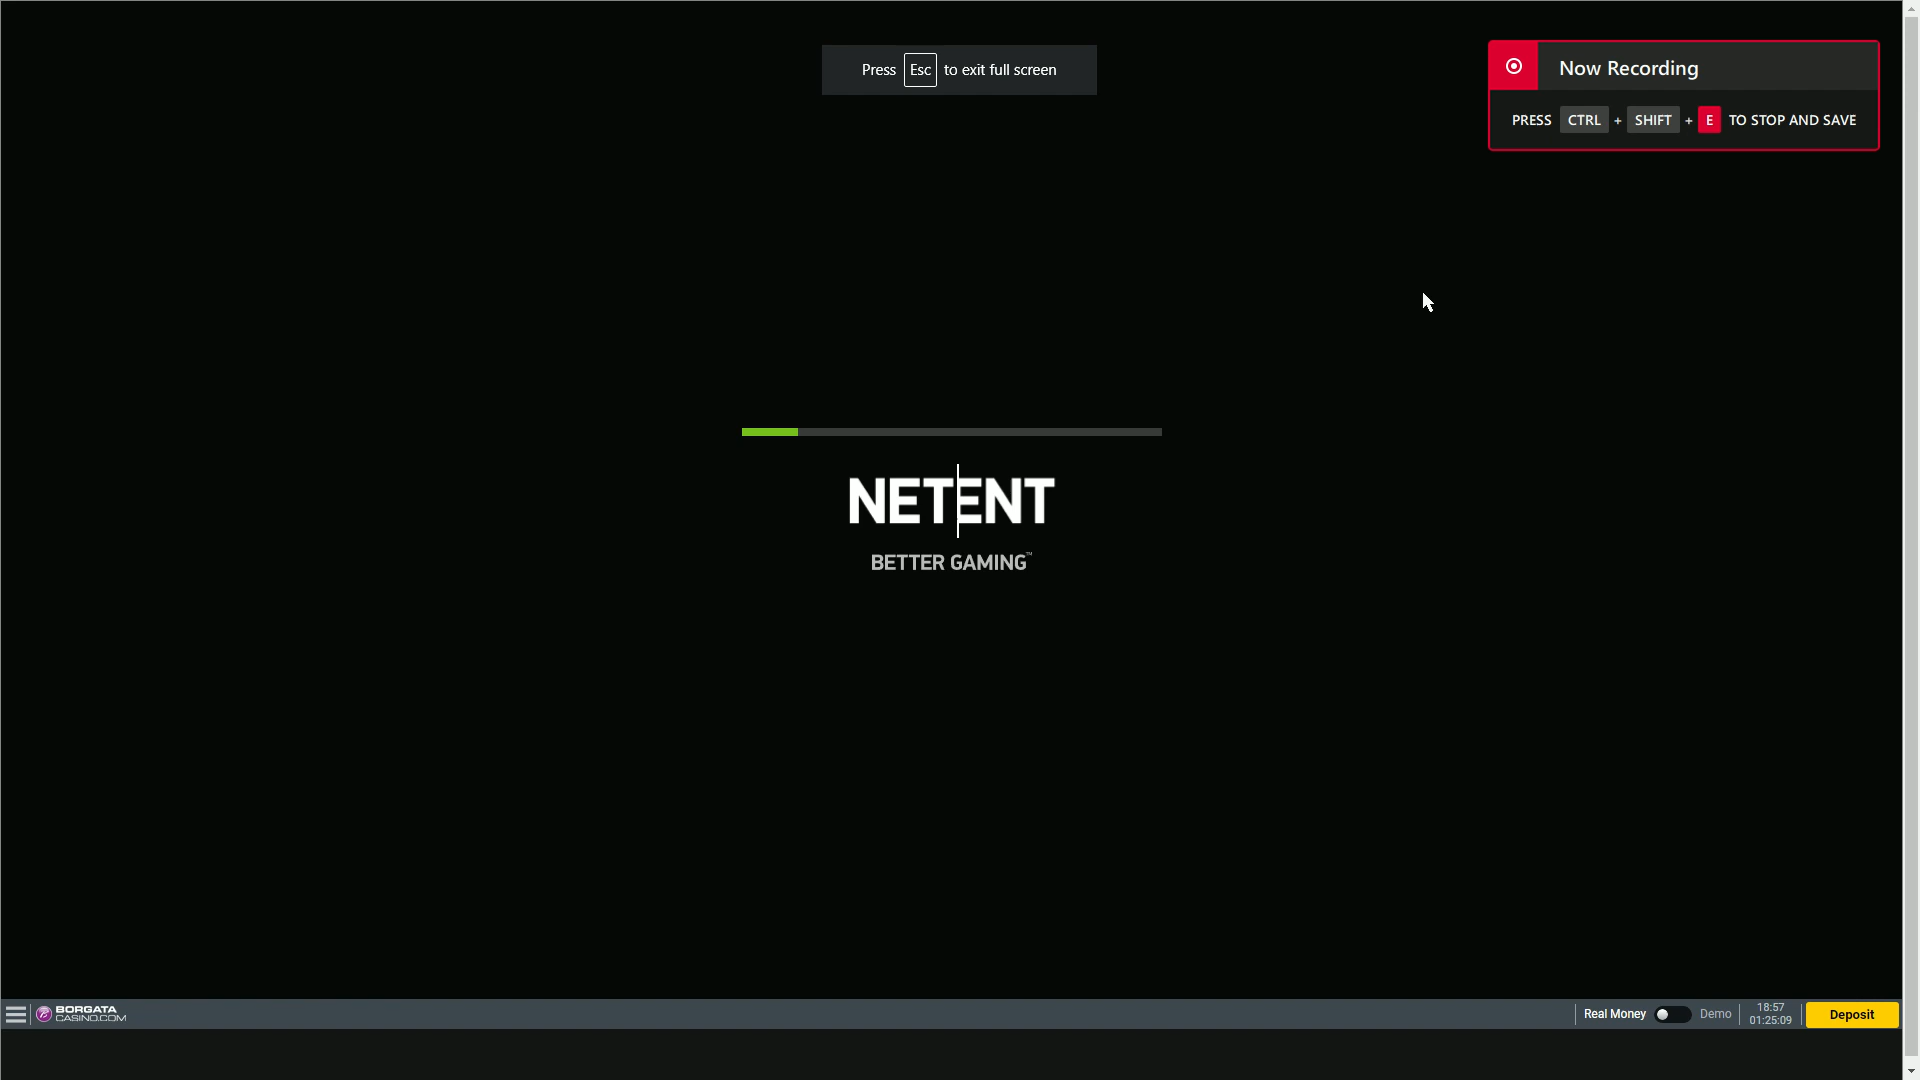 Press Esc to exit full screen
Now Recording
PRESS CTRL + SHIFT + E TO STOP AND SAVE
NETENT
BETTER GAMING™
BORGATA
CASINO.COM
Real Money Demo
18:57
01:25:09
Deposit